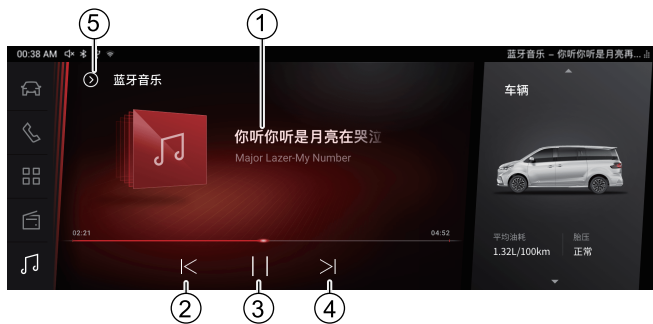 ⑤ ①
00:38 AM
蓝牙音乐 – 你听你听是月亮再...
蓝牙音乐
车辆
你听你听是月亮在哭泣
Major Lazer-My Number
02:21
04:52
平均油耗
胎压
1.32L/100km
正常
② ③ ④